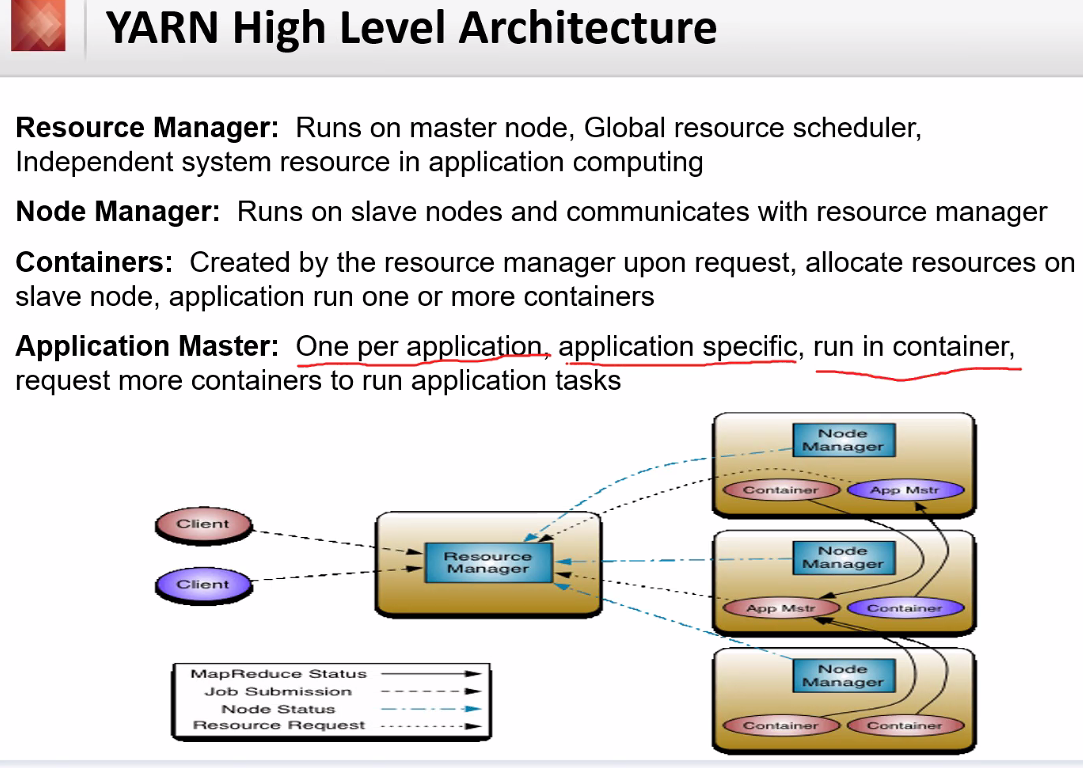 YARN High Level Architecture
Resource Manager: Runs on master node, Global resource scheduler,
Independent system resource in application computing
Node Manager: Runs on slave nodes and communicates with resource manager
Containers: Created by the resource manager upon request, allocate resources on
slave node, application run one or more containers
Application Master: One per application, application specific, run in container,
request more containers to run application tasks
Client
Client
Resource
Manager
Node
Manager
Container
App Mstr
Node
Manager
App Mstr
Container
Node
Manager
Container
Container
MapReduce Status
Job Submission
Node Status
Resource Request